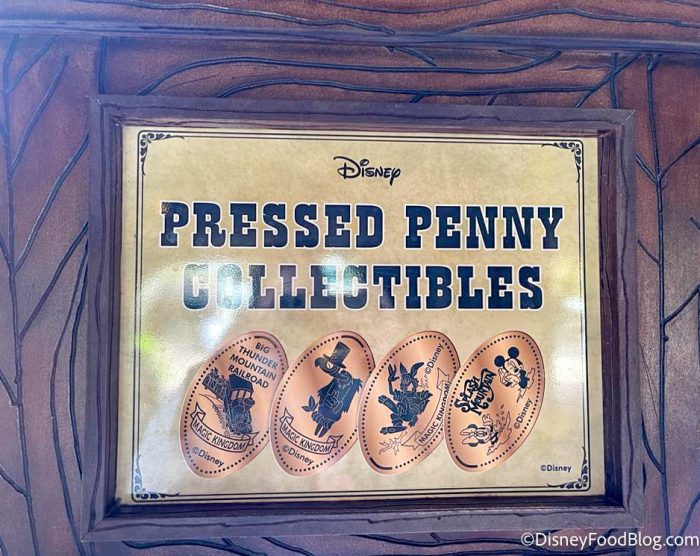 Disney
PRESSED PENNY
COLLECTIBLES
BIG
THUNDER
MOUNTAIN
RAILROAD
MAGIC KINGDOM
©Disney
MAGIC KINGDOM
©Disney
©Disney
MAGIC KINGDOM
SPLASH
MOUNTAIN
©Disney
©Disney
©DisneyFoodBlog.com